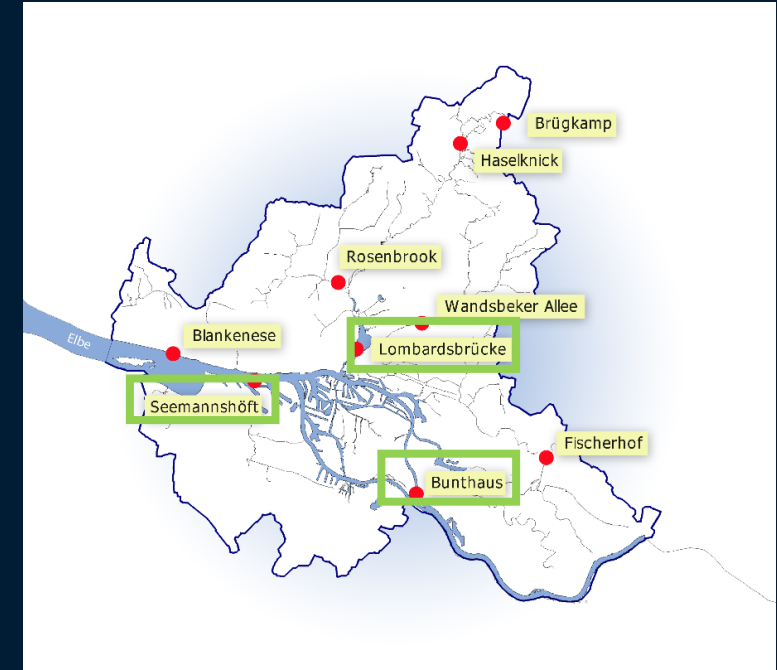 Brügkamp
Haselknick
Rosenbrook
Wandsbeker Allee
Elbe
Blankenese
Lombardsbrücke
Seemannshöft
Fischerhof
Bunthaus